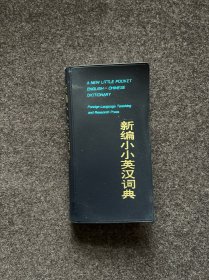 A NEW LITTLE POCKET
ENGLISH-CHINESE
DICTIONARY
Foreign Language Teaching
and Research Press
新编小小英汉词典